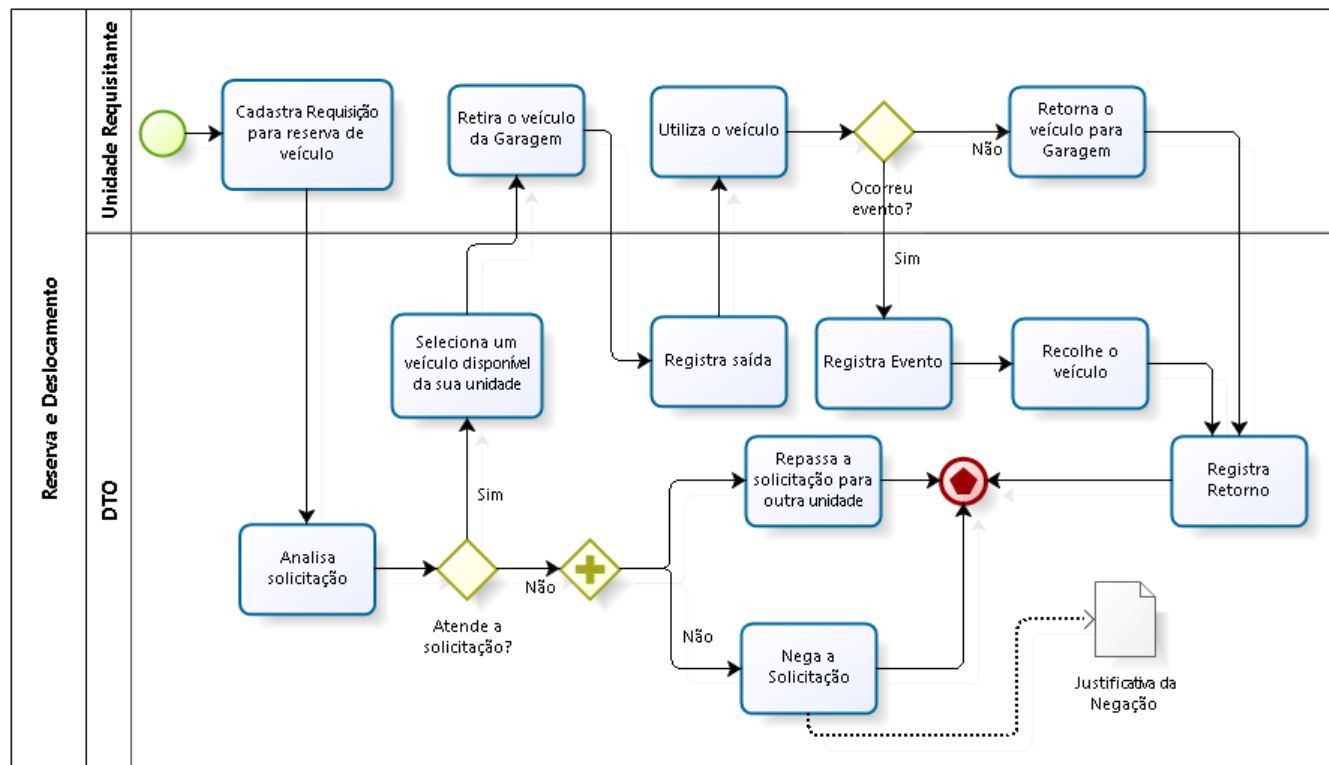 Reserva e Deslocamento
Unidade Requisitante
Cadastra Requisição
para reserva de
veículo
Retira o veículo
da Garagem
Utiliza o veículo
Ocorreu
evento?
Não
Retorna o
veículo para
Garagem
DTO
Sim
Seleciona um
veículo disponível
da sua unidade
Registra saída
Registra Evento
Recolhe o
veículo
Registra
Retorno
Repassa a
solicitação para
outra unidade
Sim
Analisa
solicitação
Atende a
solicitação?
Não
Não
Nega a
Solicitação
Justificativa da
Negação